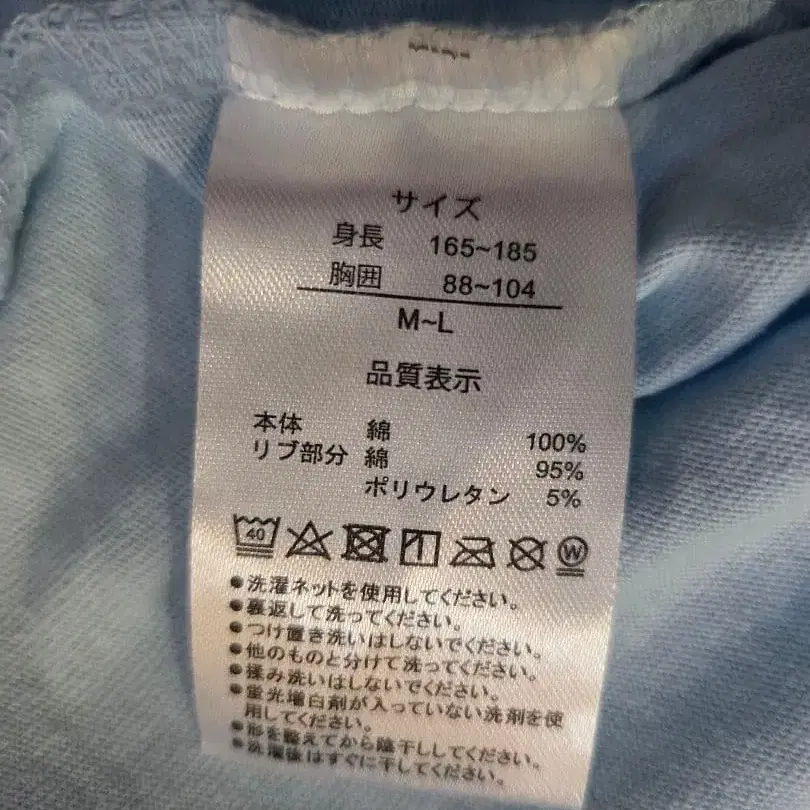 サイズ
身長 165~185
胸囲 88~104
M~L
品質表示
本体 綿 100%
リブ部分 綿 95%
ポリウレタン 5%
40 W
●洗濯ネットを使用してください。
●裏返して洗ってください。
●つけ置き洗いはしないでください。
●他のものと分けて洗ってください。
●揉み洗いはしないでください。
●蛍光増白剤が入っていない洗剤を使
用してください。
●形を整えてから陰干ししてください。
●洗濯後はすぐに干してください。